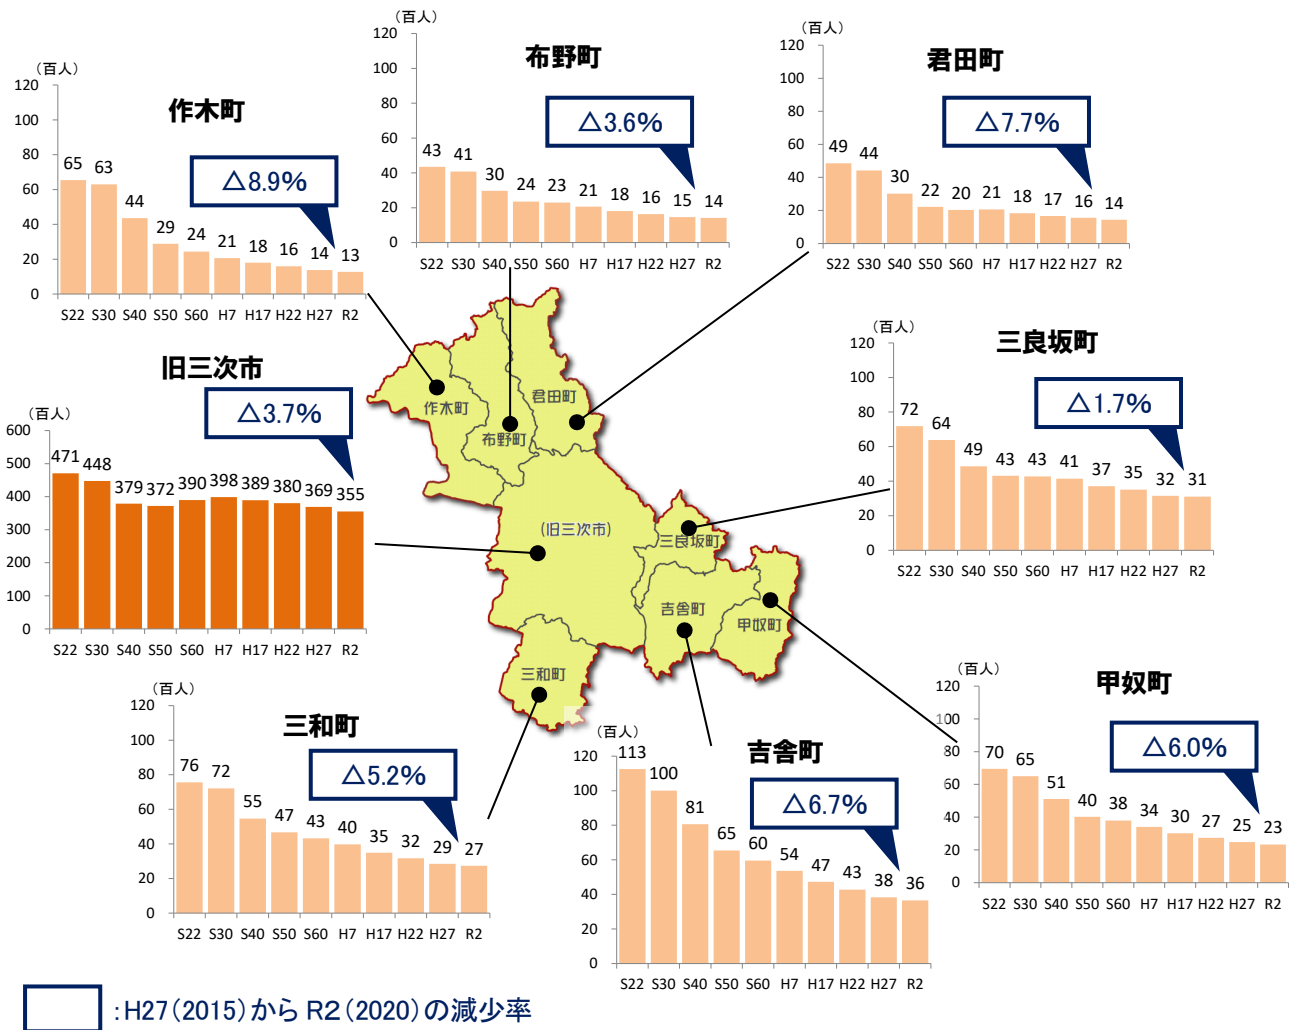 (百人)
布野町
120
100
80
60
40
20
0
△3.6%
43 41 30 24 23 21 18 16 15 14
S22 S30 S40 S50 S60 H7 H17 H22 H27 R2
(百人)
君田町
120
100
80
60
40
20
0
△7.7%
49 44 30 22 20 21 18 17 16 14
S22 S30 S40 S50 S60 H7 H17 H22 H27 R2
(百人)
作木町
120
100
80
60
40
20
0
△8.9%
65 63 44 29 24 21 18 16 14 13
S22 S30 S40 S50 S60 H7 H17 H22 H27 R2
旧三次市
(百人)
600
500
400
300
200
100
0
△3.7%
471 448 379 372 390 398 389 380 369 355
S22 S30 S40 S50 S60 H7 H17 H22 H27 R2
作木町
布野町
君田町
(旧三次市)
三良坂町
吉舎町
甲奴町
三和町
(百人)
三良坂町
120
100
80
60
40
20
0
△1.7%
72 64 49 43 43 41 37 35 32 31
S22 S30 S40 S50 S60 H7 H17 H22 H27 R2
(百人)
三和町
120
100
80
60
40
20
0
△5.2%
76 72 55 47 43 40 35 32 29 27
S22 S30 S40 S50 S60 H7 H17 H22 H27 R2
(百人)
吉舎町
120
100
80
60
40
20
0
△6.7%
113 100 81 65 60 54 47 43 38 36
S22 S30 S40 S50 S60 H7 H17 H22 H27 R2
(百人)
甲奴町
120
100
80
60
40
20
0
△6.0%
70 65 51 40 38 34 30 27 25 23
S22 S30 S40 S50 S60 H7 H17 H22 H27 R2
:H27(2015)から R2(2020)の減少率